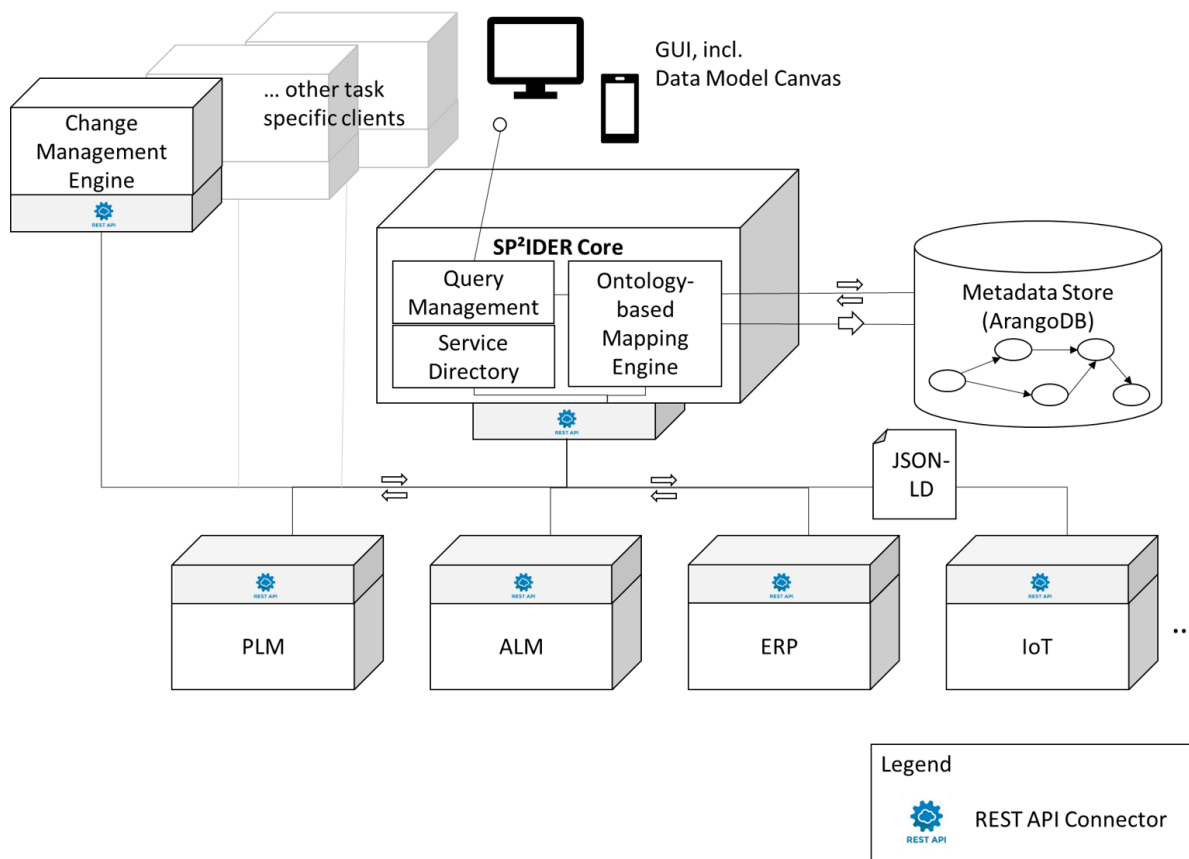 GUI, incl.
Data Model Canvas
... other task
specific clients
Change
Management
Engine
REST API
SP²IDER Core
Query
Management
Service
Directory
Ontology-
based
Mapping
Engine
REST API
Metadata Store
(ArangoDB)
JSON-
LD
REST API
PLM
REST API
ALM
REST API
ERP
REST API
IoT
..
Legend
REST API
REST API Connector